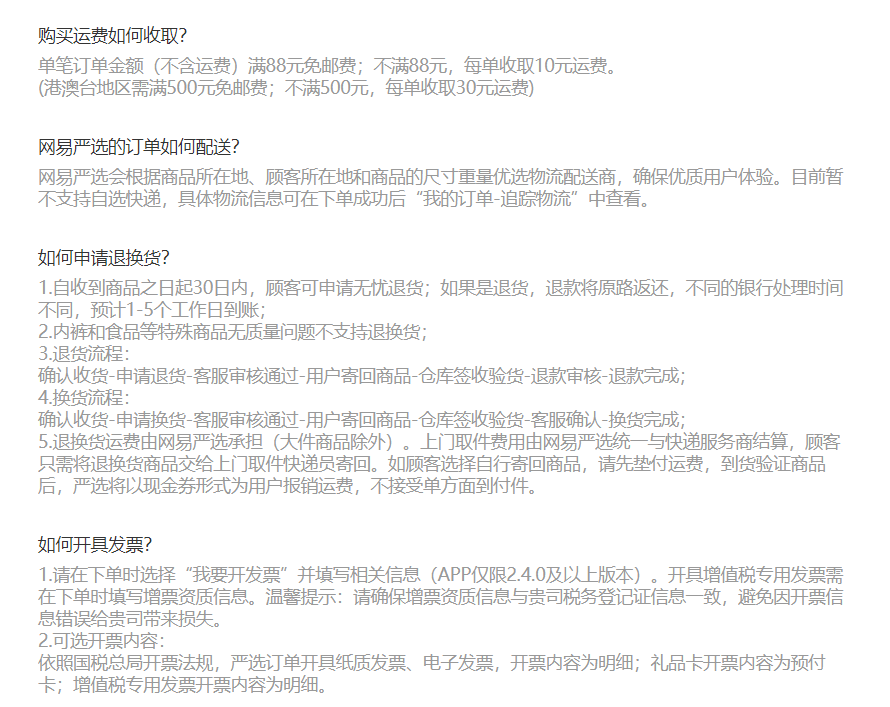 购买运费如何收取？
单笔订单金额（不含运费）满88元免邮费；不满88元，每单收取10元运费。
(港澳台地区需满500元免邮费；不满500元，每单收取30元运费)
网易严选的订单如何配送？
网易严选会根据商品所在地、顾客所在地和商品的尺寸重量优选物流配送商，确保优质用户体验。目前暂
不支持自选快递，具体物流信息可在下单成功后“我的订单-追踪物流”中查看。
如何申请退换货？
1.自收到商品之日起30日内，顾客可申请无忧退货；如果是退货，退款将原路返还，不同的银行处理时间
不同，预计1-5个工作日到账；
2.内裤和食品等特殊商品无质量问题不支持退换货；
3.退货流程：
确认收货-申请退货-客服审核通过-用户寄回商品-仓库签收验货-退款审核-退款完成；
4.换货流程：
确认收货-申请换货-客服审核通过-用户寄回商品-仓库签收验货-客服确认-换货完成；
5.退换货运费由网易严选承担（大件商品除外）。上门取件费用由网易严选统一与快递服务商结算，顾客
只需将退换货商品交给上门取件快递员寄回。如顾客选择自行寄回商品，请先垫付运费，到货验证商品
后，严选将以现金券形式为用户报销运费，不接受单方面到付件。
如何开具发票？
1.请在下单时选择“我要开发票”并填写相关信息（APP仅限2.4.0及以上版本）。开具增值税专用发票需
在下单时填写增票资质信息。温馨提示：请确保增票资质信息与贵司税务登记证信息一致，避免因开票信
息错误给贵司带来损失。
2.可选开票内容：
依照国税总局开票法规，严选订单开具纸质发票、电子发票，开票内容为明细；礼品卡开票内容为预付
卡；增值税专用发票开票内容为明细。